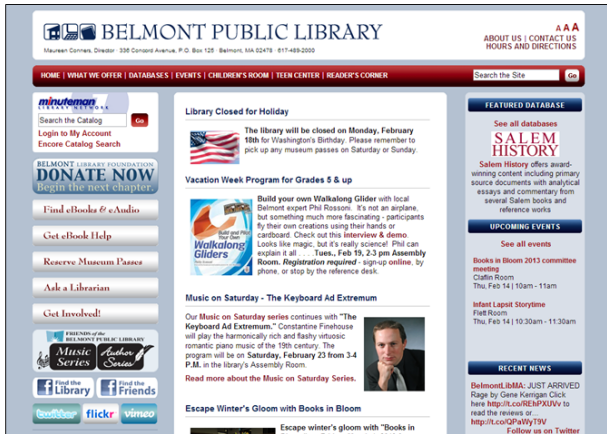 BELMONT PUBLIC LIBRARY
Maureen Conners, Director · 336 Concord Avenue, P.O. Box 125 · Belmont, MA 02478 · 617-489-2000
A A A
ABOUT US | CONTACT US
HOURS AND DIRECTIONS
HOME | WHAT WE OFFER | DATABASES | EVENTS | CHILDREN'S ROOM | TEEN CENTER | READER'S CORNER
Search the Site
Go
minuteman
LIBRARY NETWORK
Search the Catalog
Go
Login to My Account
Encore Catalog Search
BELMONT LIBRARY FOUNDATION
DONATE NOW
Begin the next chapter.
Find eBooks & eAudio
Get eBook Help
Reserve Museum Passes
Ask a Librarian
Get Involved!
FRIENDS of the
BELMONT PUBLIC LIBRARY
Music Series
Author Series
Find the Library
Find the Friends
twitter
flickr
vimeo
Library Closed for Holiday
The library will be closed on Monday, February
18th for Washington's Birthday. Please remember to
pick up any museum passes on Saturday or Sunday.
Vacation Week Program for Grades 5 & up
Build and Pilot
Your Own
Walkalong
Gliders
Build your own Walkalong Glider with local
Belmont expert Phil Rossoni. It's not an airplane,
but something much more fascinating - participants
fly their own creations using their hands or
cardboard. Check out this interview & demo.
Looks like magic, but it's really science! Phil can
explain it all . . . .Tues., Feb 19, 2-3 pm Assembly
Room. Registration required - sign-up online, by
phone, or stop by the reference desk.
Music on Saturday - The Keyboard Ad Extremum
Our Music on Saturday series continues with "The
Keyboard Ad Extremum." Constantine Finehouse
will play the harmonically rich and flashy virtuosic
romantic piano music of the 19th century. The
program will be on Saturday, February 23 from 3-4
P.M. in the library's Assembly Room.
Read more about the Music on Saturday Series.
Escape Winter's Gloom with Books in Bloom
Escape winter's gloom with "Books in
FEATURED DATABASE
See all databases
SALEM
HISTORY
Salem History offers award-
winning content including primary
source documents with analytical
essays and commentary from
several Salem books and
reference works
UPCOMING EVENTS
See all events
Books in Bloom 2013 committee
meeting
Claflin Room
Thu, Feb 14 | 10am - 11am
Infant Lapsit Storytime
Flett Room
Thu, Feb 14 | 10:30am - 11:30am
RECENT NEWS
BelmontLibMA: JUST ARRIVED
Rage by Gene Kerrigan Click
here http://t.co/REhPXUVv to
read the reviews or...
http://t.co/QPaWyT9V
Follow us on Twitter